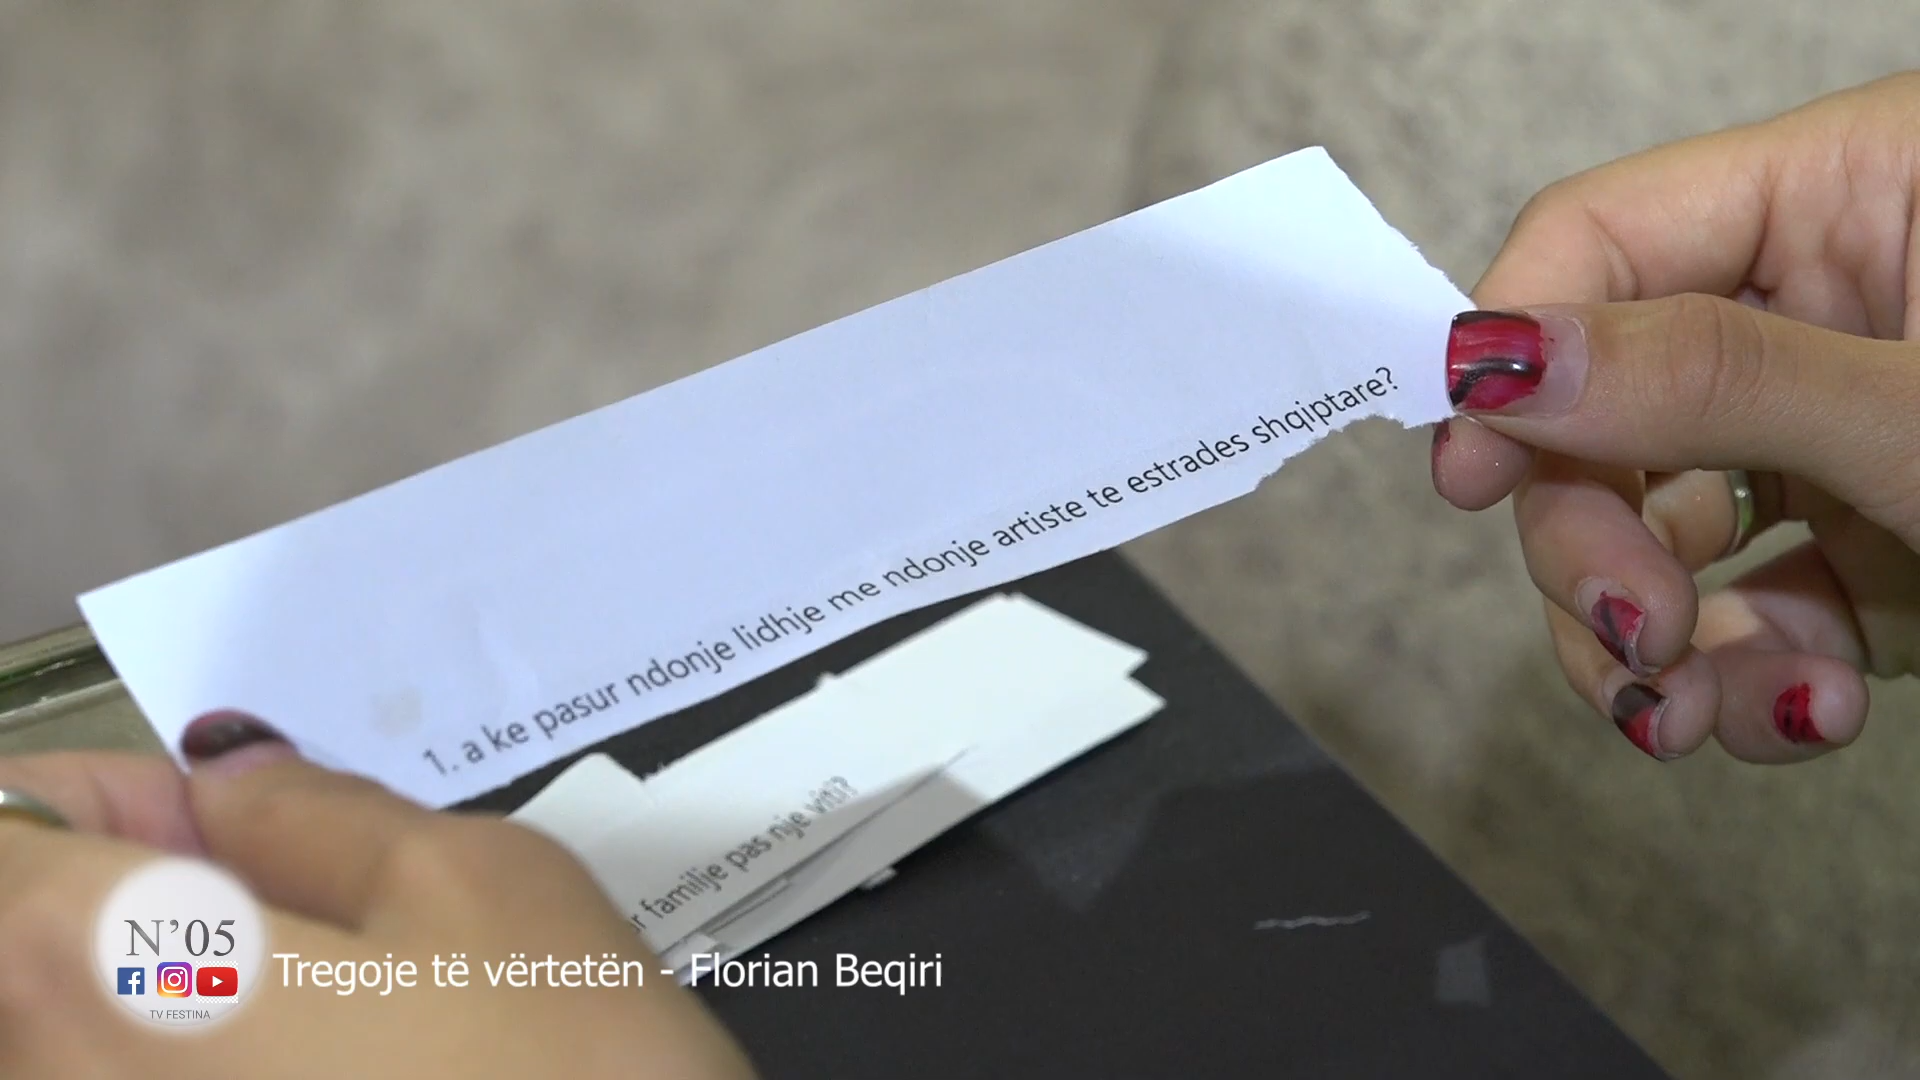 1. a ke pasur ndonje lidhje me ndonje artiste te estrades shqiptare?
familje pas nje viti?
N'05
TV FESTINA
Tregoje të vërtetën - Florian Beqiri